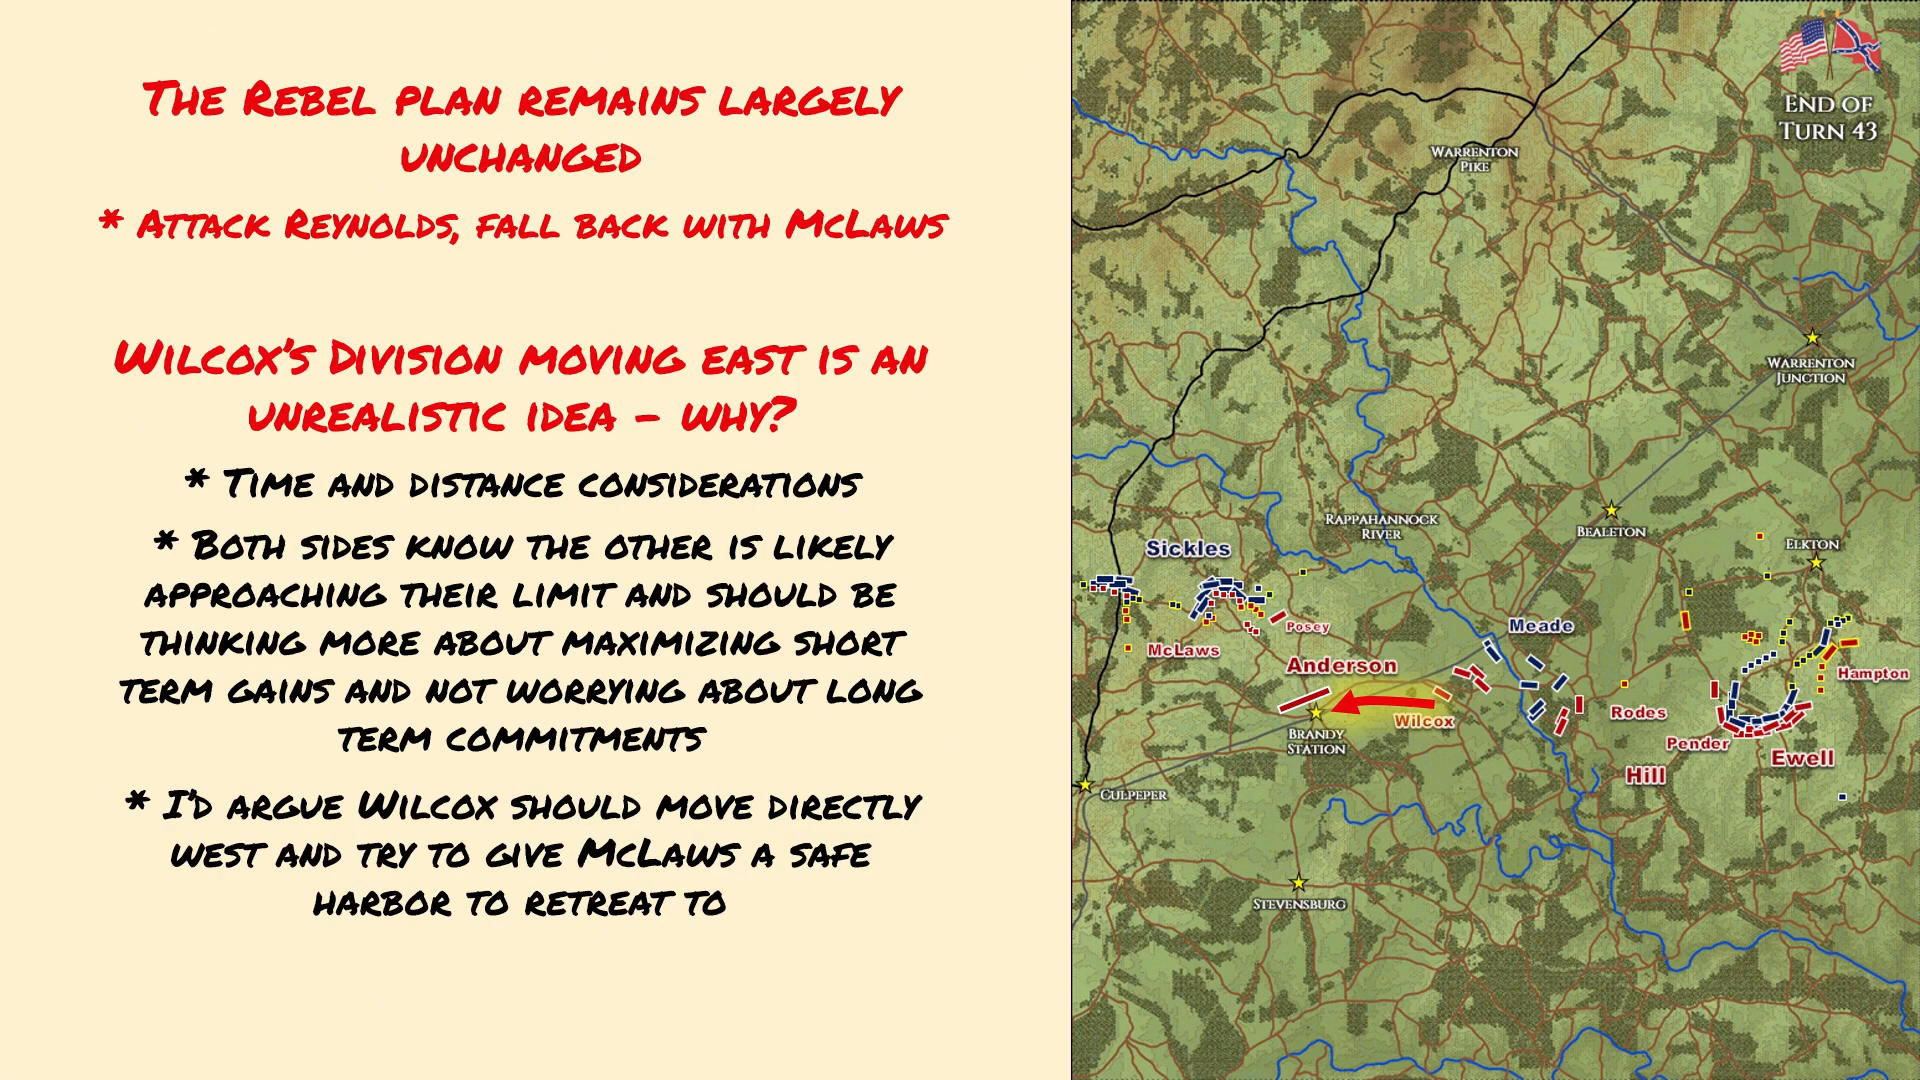 The Rebel plan remains largely
unchanged
* Attack Reynolds, fall back with McLaws
Wilcox's Division moving east is an
unrealistic idea – why?
* Time and distance considerations
* Both sides know the other is likely
approaching their limit and should be
thinking more about maximizing short
term gains and not worrying about long
term commitments
* I'd argue Wilcox should move directly
west and try to give McLaws a safe
harbor to retreat to
End of
Turn 43
Warrenton
Pike
Warrenton
Junction
Rappahannock
River
Bealeton
Elkton
Sickles
Posey
McLaws
Meade
Anderson
Hampton
Wilcox
Rodes
Brandy
Station
Pender
Ewell
Hill
Culpeper
Stevensburg